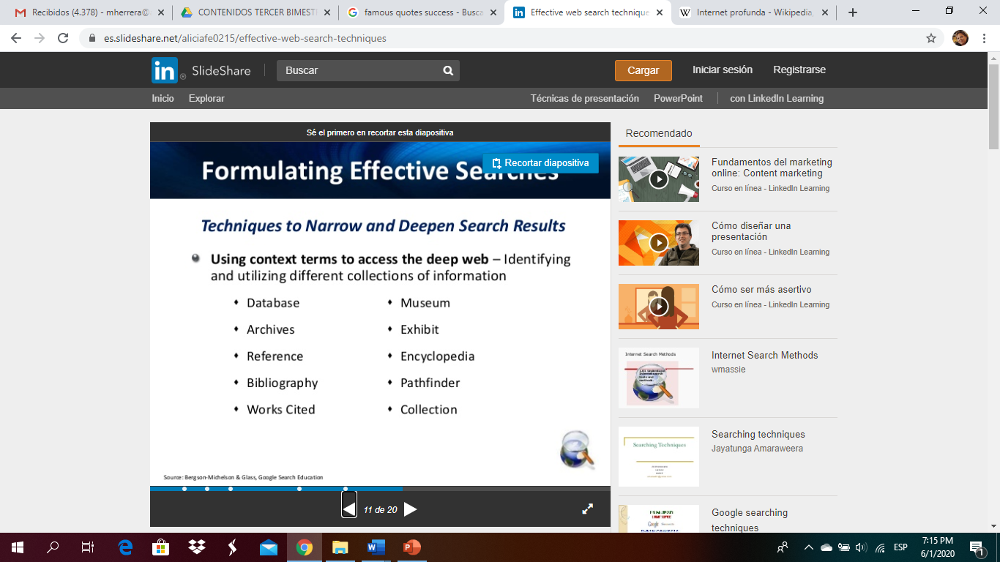 Recibidos (4.378) - mherrera@
CONTENIDOS TERCER BIMEST
famous quotes success - Busca
Effective web search technique
Internet profunda - Wikipedia,
es.slideshare.net/aliciafe0215/effective-web-search-techniques
in SlideShare
Buscar
Cargar
Iniciar sesión
Registrarse
Inicio
Explorar
Técnicas de presentación
PowerPoint
con LinkedIn Learning
Sé el primero en recortar esta diapositiva
Recortar diapositiva
Formulating Effective Searches
Techniques to Narrow and Deepen Search Results
Using context terms to access the deep web – Identifying
and utilizing different collections of information
Database
Archives
Reference
Bibliography
Works Cited
Museum
Exhibit
Encyclopedia
Pathfinder
Collection
Source: Bergson-Michelson & Glass, Google Search Education
11 de 20
Recomendado
Fundamentos del marketing
online: Content marketing
Curso en línea - LinkedIn Learning
Cómo diseñar una
presentación
Curso en línea - LinkedIn Learning
Cómo ser más asertivo
Curso en línea - LinkedIn Learning
Internet Search Methods
Internet Search Methods
wmassie
Searching Techniques
Searching techniques
Jayatunga Amaraweera
Google
Google searching
techniques
ESP
7:15 PM
6/1/2020
1